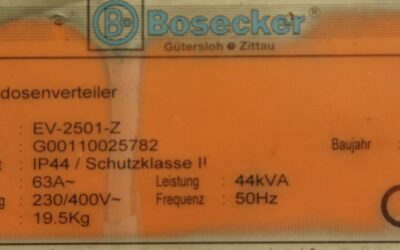 Bosecker®
Gütersloh Zittau
dosenverteiler
: EV-2501-Z
: G00110025782 Baujahr :
t : IP44 / Schutzklasse II
: 63A~ Leistung : 44kVA
g : 230/400V~ Frequenz : 50Hz
: 19.5Kg